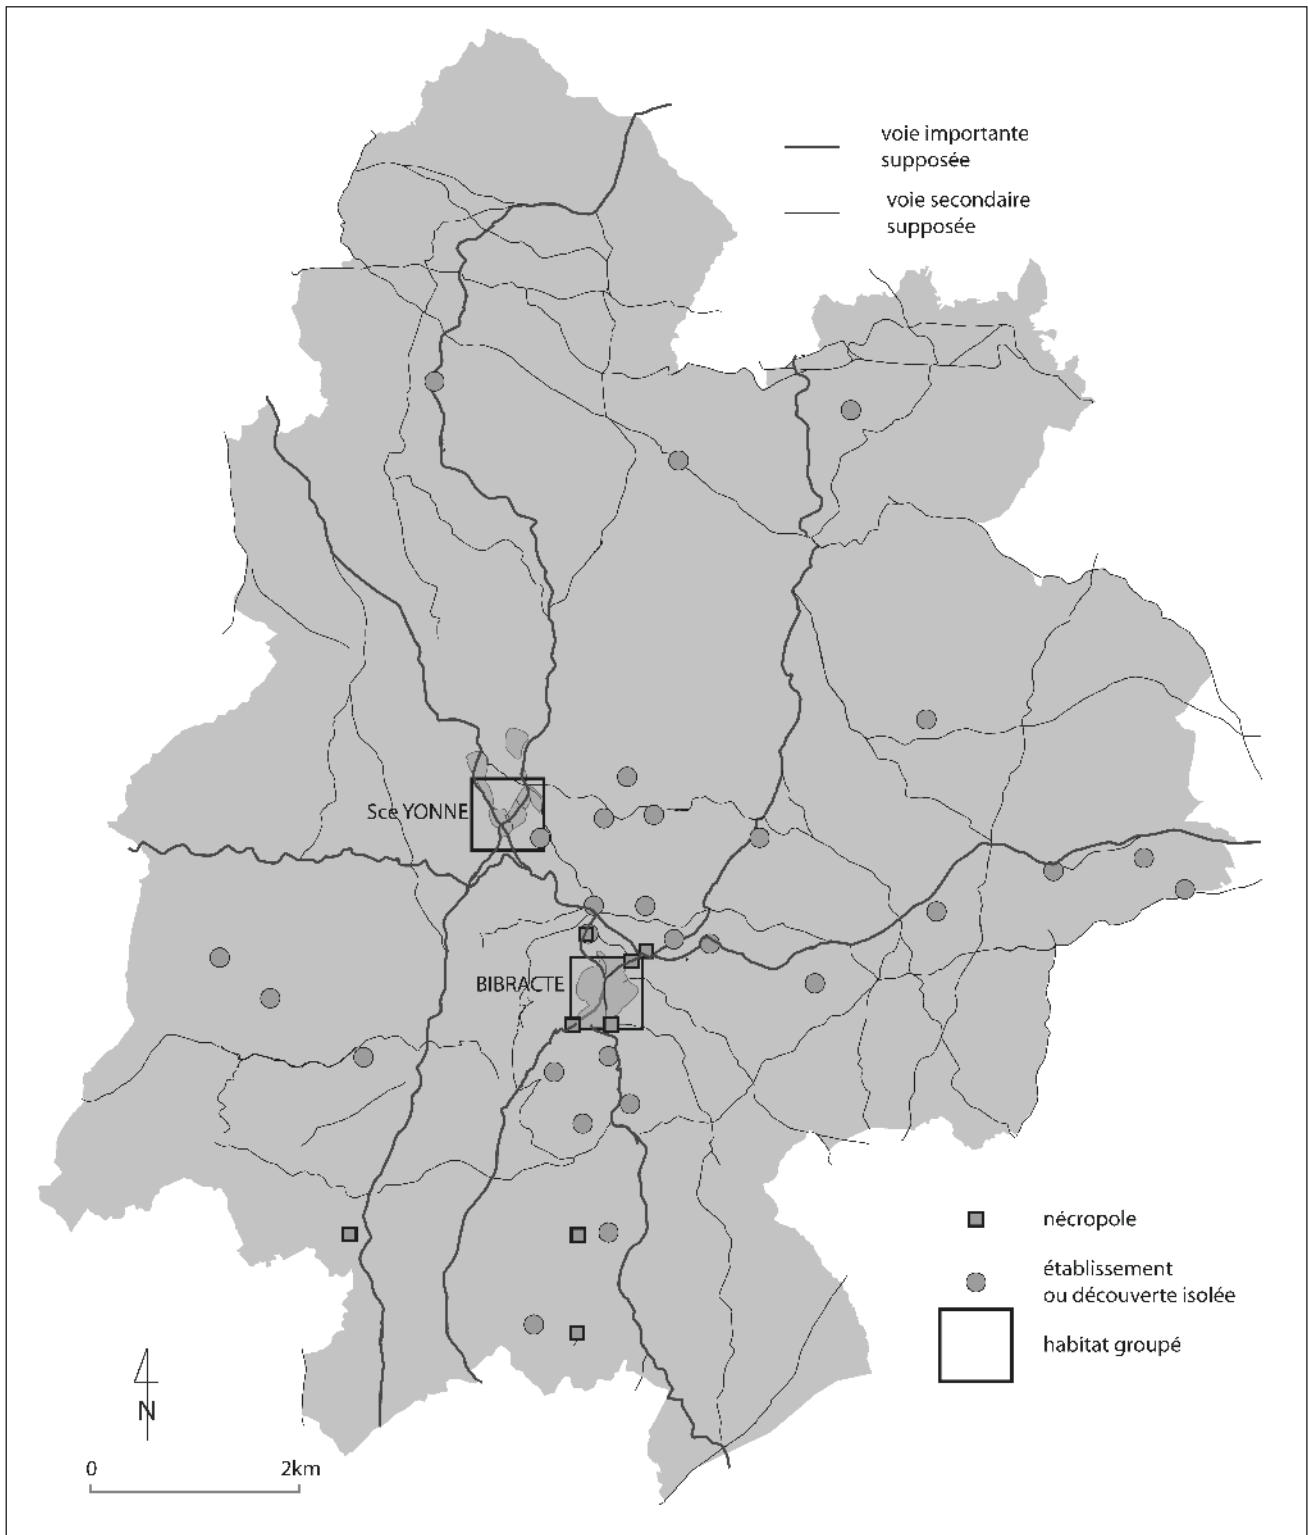 voie importante
supposée
voie secondaire
supposée
Sce YONNE
BIBRACTE
nécropole
établissement
ou découverte isolée
habitat groupé
N
0 2km